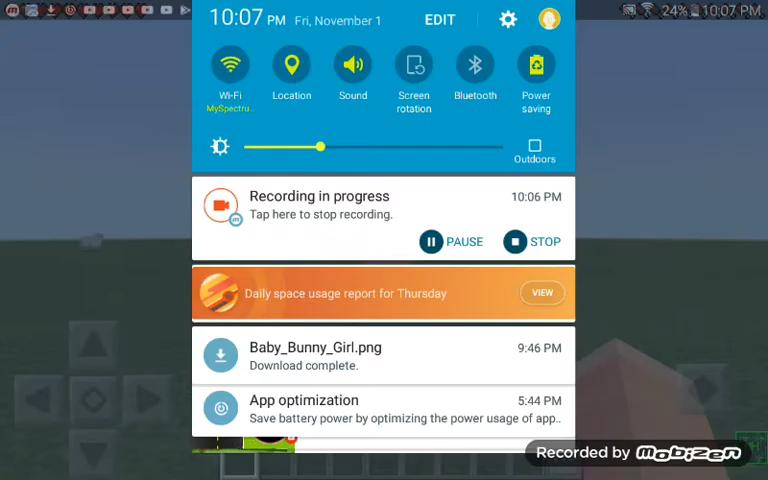 24% 10:07 PM
10:07 PM Fri, November 1 EDIT
Wi-Fi Location Sound Screen rotation Bluetooth Power saving
MySpectru..
Outdoors
Recording in progress 10:06 PM
Tap here to stop recording.
PAUSE STOP
Daily space usage report for Thursday VIEW
Baby_Bunny_Girl.png 9:46 PM
Download complete.
App optimization 5:44 PM
Save battery power by optimizing the power usage of app..
Recorded by mobizen